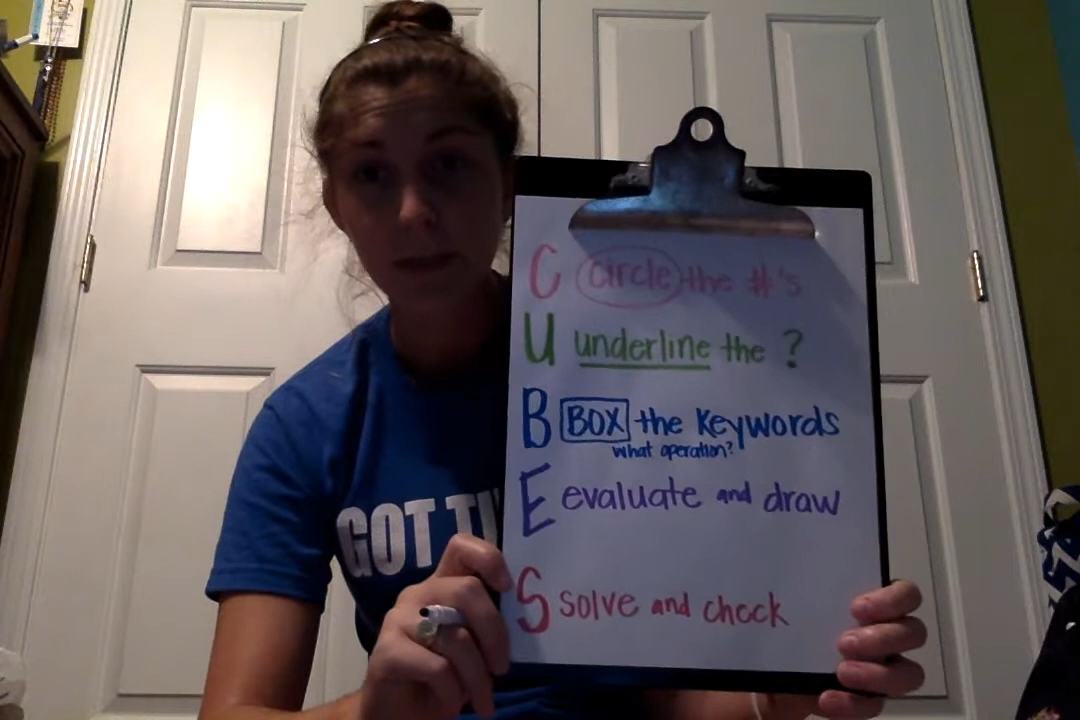 C circle the #'s
U underline the ?
B BOX the keywords
what operation?
E evaluate and draw
S solve and check
GOT